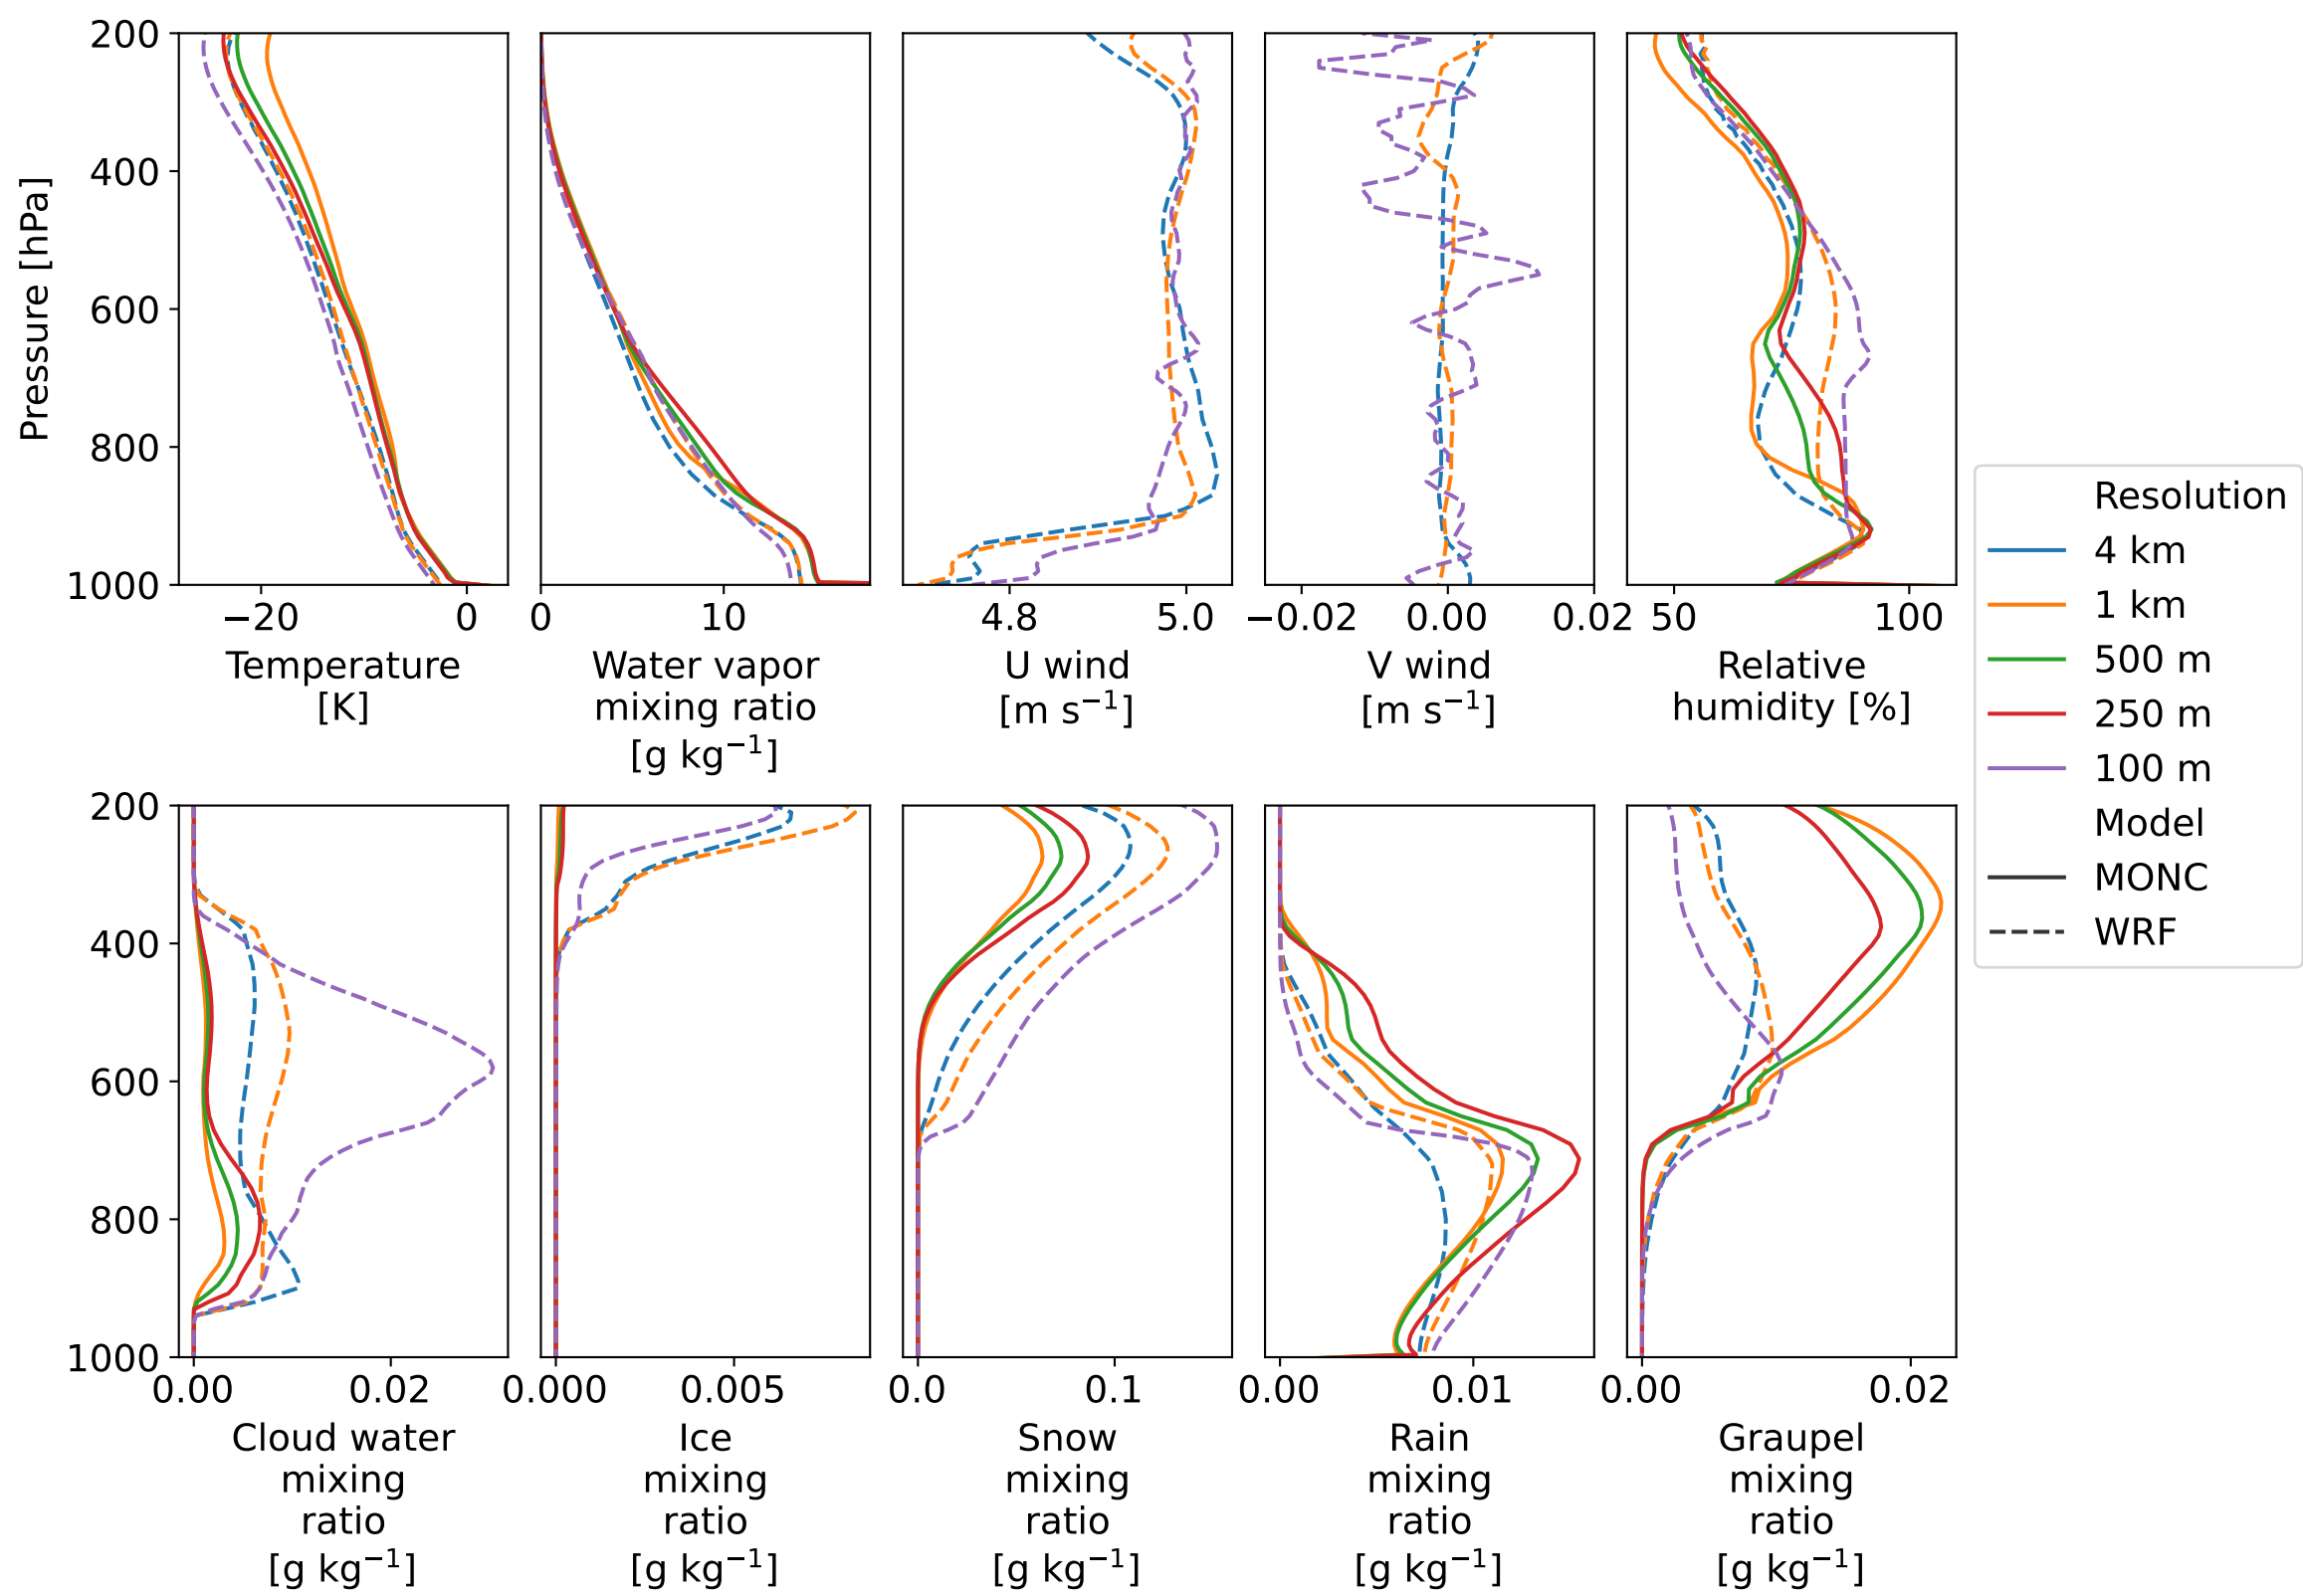 Pressure [hPa]
200
400
600
800
1000
−20 0
Temperature
[K]
0 10
Water vapor
mixing ratio
[g kg⁻¹]
4.8 5.0
U wind
[m s⁻¹]
−0.02 0.00 0.02
V wind
[m s⁻¹]
50 100
Relative
humidity [%]
Resolution
4 km
1 km
500 m
250 m
100 m
Model
MONC
WRF
200
400
600
800
1000
0.00 0.02
Cloud water
mixing
ratio
[g kg⁻¹]
0.000 0.005
Ice
mixing
ratio
[g kg⁻¹]
0.0 0.1
Snow
mixing
ratio
[g kg⁻¹]
0.00 0.01
Rain
mixing
ratio
[g kg⁻¹]
0.00 0.02
Graupel
mixing
ratio
[g kg⁻¹]